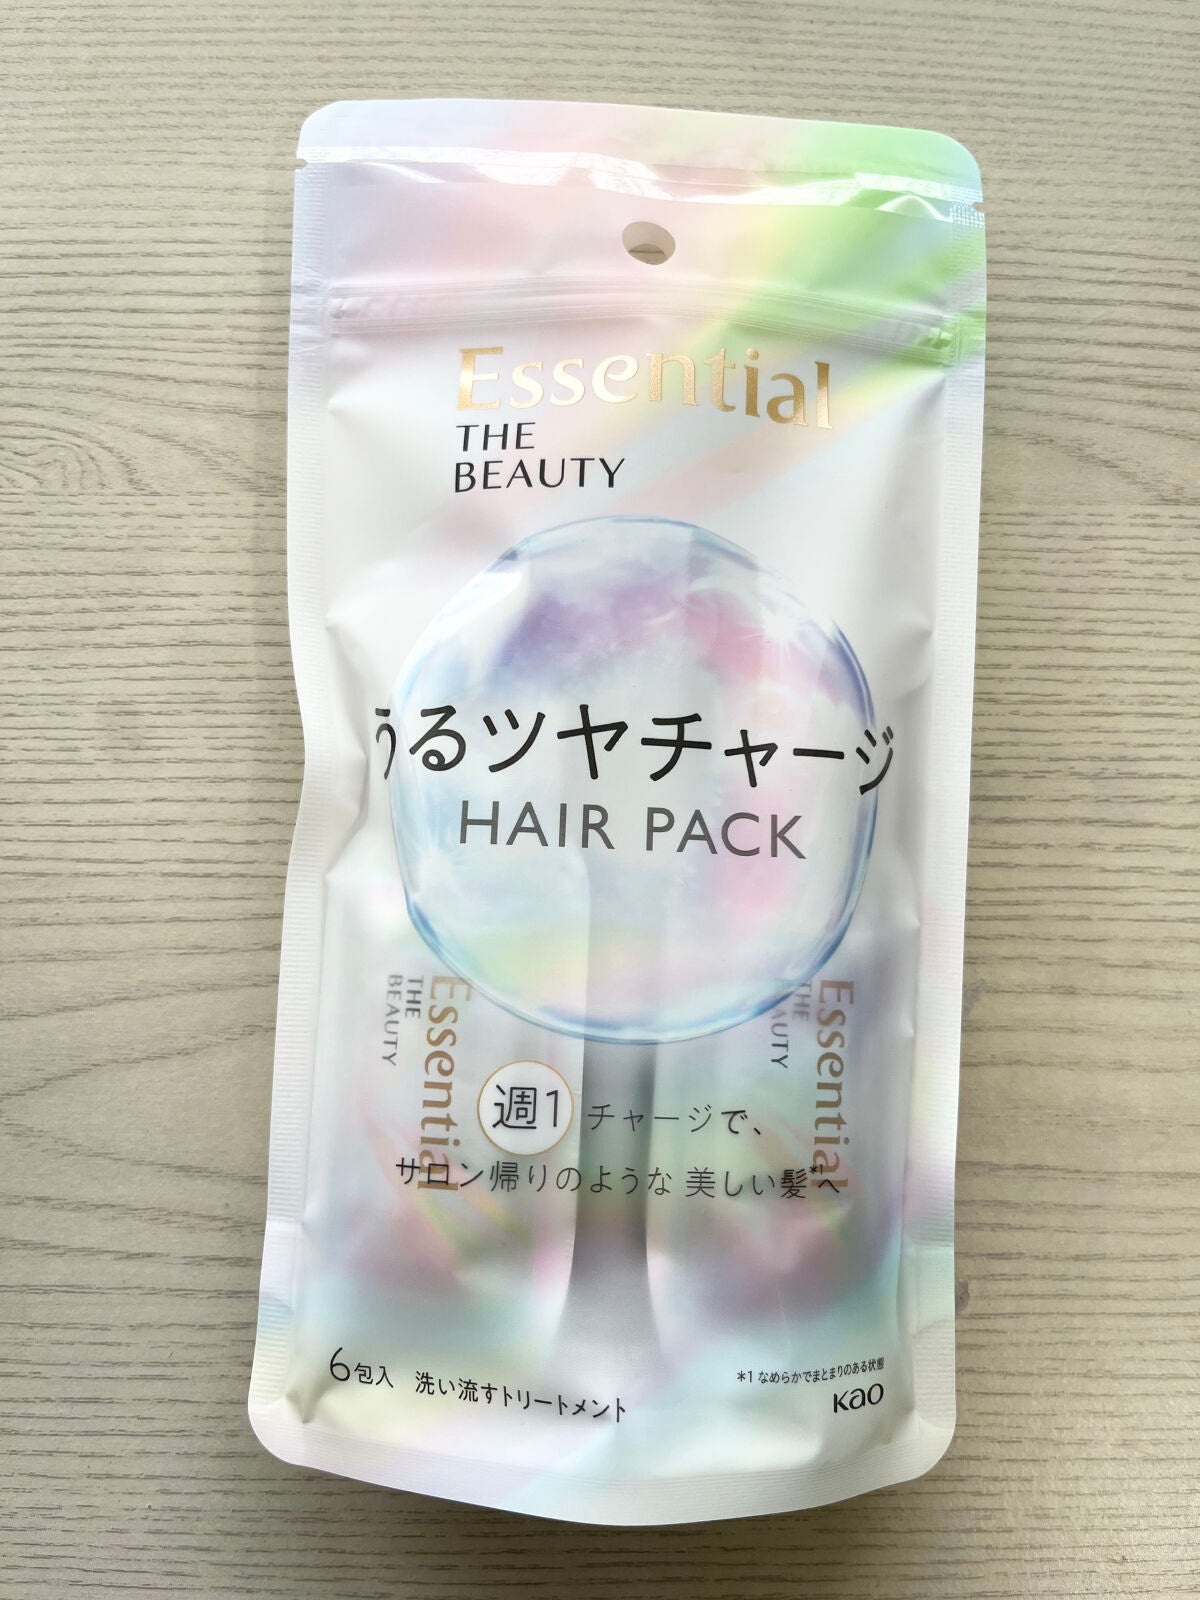 Essential
THE
BEAUTY
うるツヤチャージ
HAIR PACK
Essential
THE
BEAUTY
Essential
THE
BEAUTY
週1 チャージで、
サロン帰りのような 美しい髪*1へ
6包入 洗い流すトリートメント
*1 なめらかでまとまりのある状態
Kao